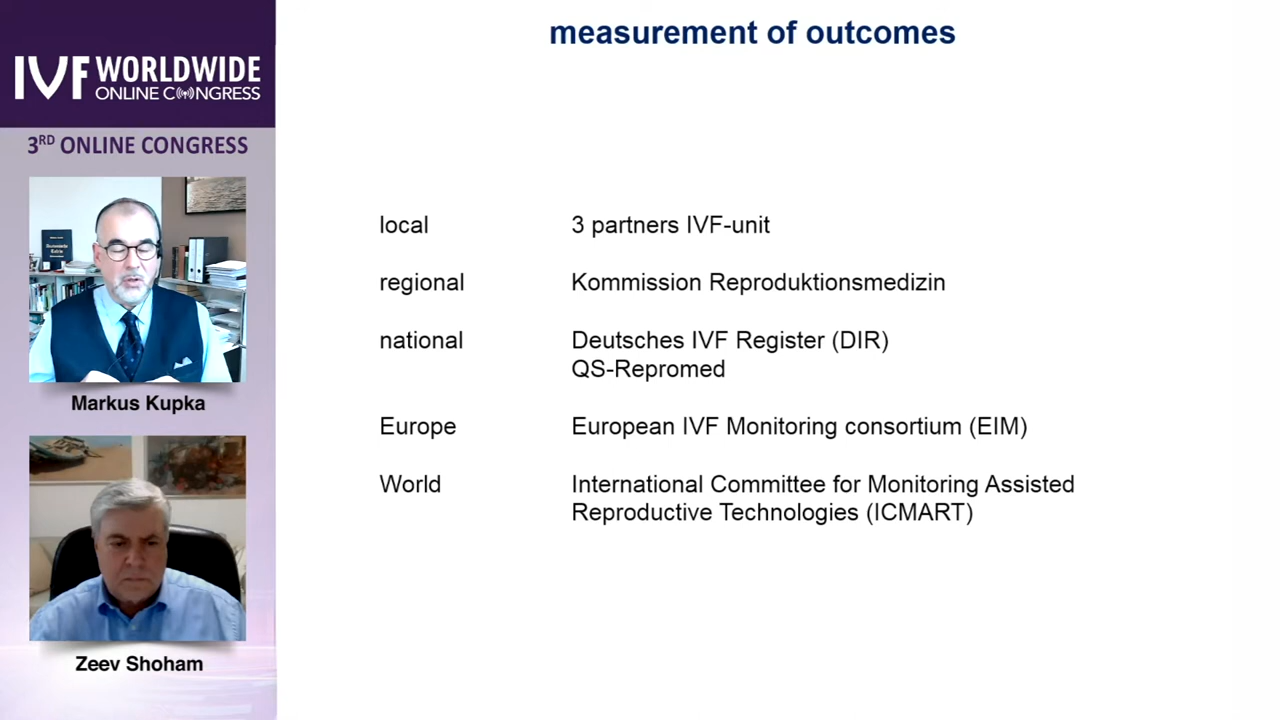 measurement of outcomes
IVF WORLDWIDE
ONLINE CONGRESS
3RD ONLINE CONGRESS
Markus Kupka
Zeev Shoham
local 3 partners IVF-unit
regional Kommission Reproduktionsmedizin
national Deutsches IVF Register (DIR)
QS-Repromed
Europe European IVF Monitoring consortium (EIM)
World International Committee for Monitoring Assisted
Reproductive Technologies (ICMART)